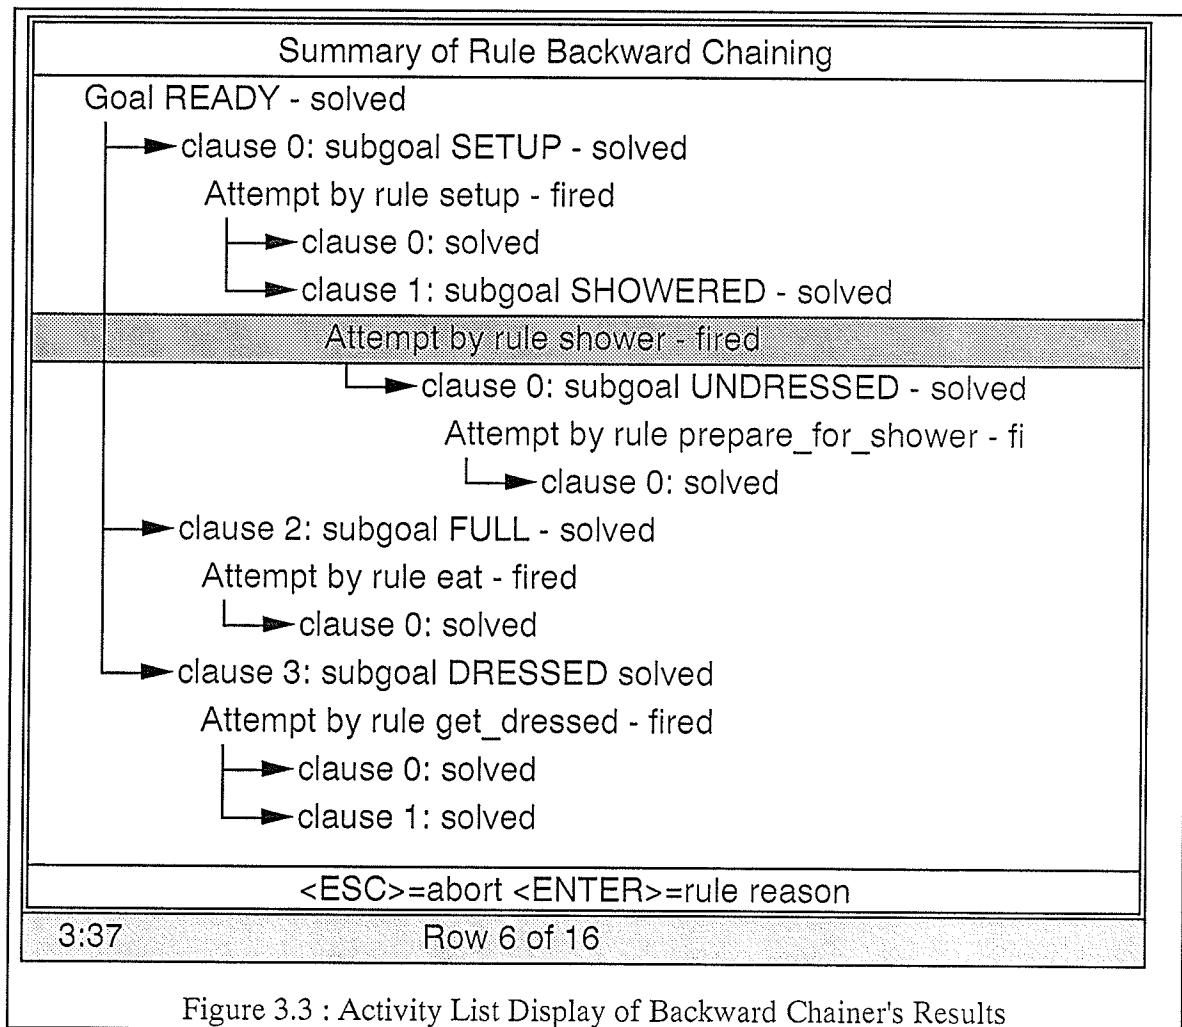 Summary of Rule Backward Chaining
Goal READY - solved
clause 0: subgoal SETUP - solved
Attempt by rule setup - fired
clause 0: solved
clause 1: subgoal SHOWERED - solved
Attempt by rule shower - fired
clause 0: subgoal UNDRESSED - solved
Attempt by rule prepare_for_shower - fi
clause 0: solved
clause 2: subgoal FULL - solved
Attempt by rule eat - fired
clause 0: solved
clause 3: subgoal DRESSED solved
Attempt by rule get_dressed - fired
clause 0: solved
clause 1: solved
<ESC>=abort <ENTER>=rule reason
3:37 Row 6 of 16
Figure 3.3 : Activity List Display of Backward Chainer's Results